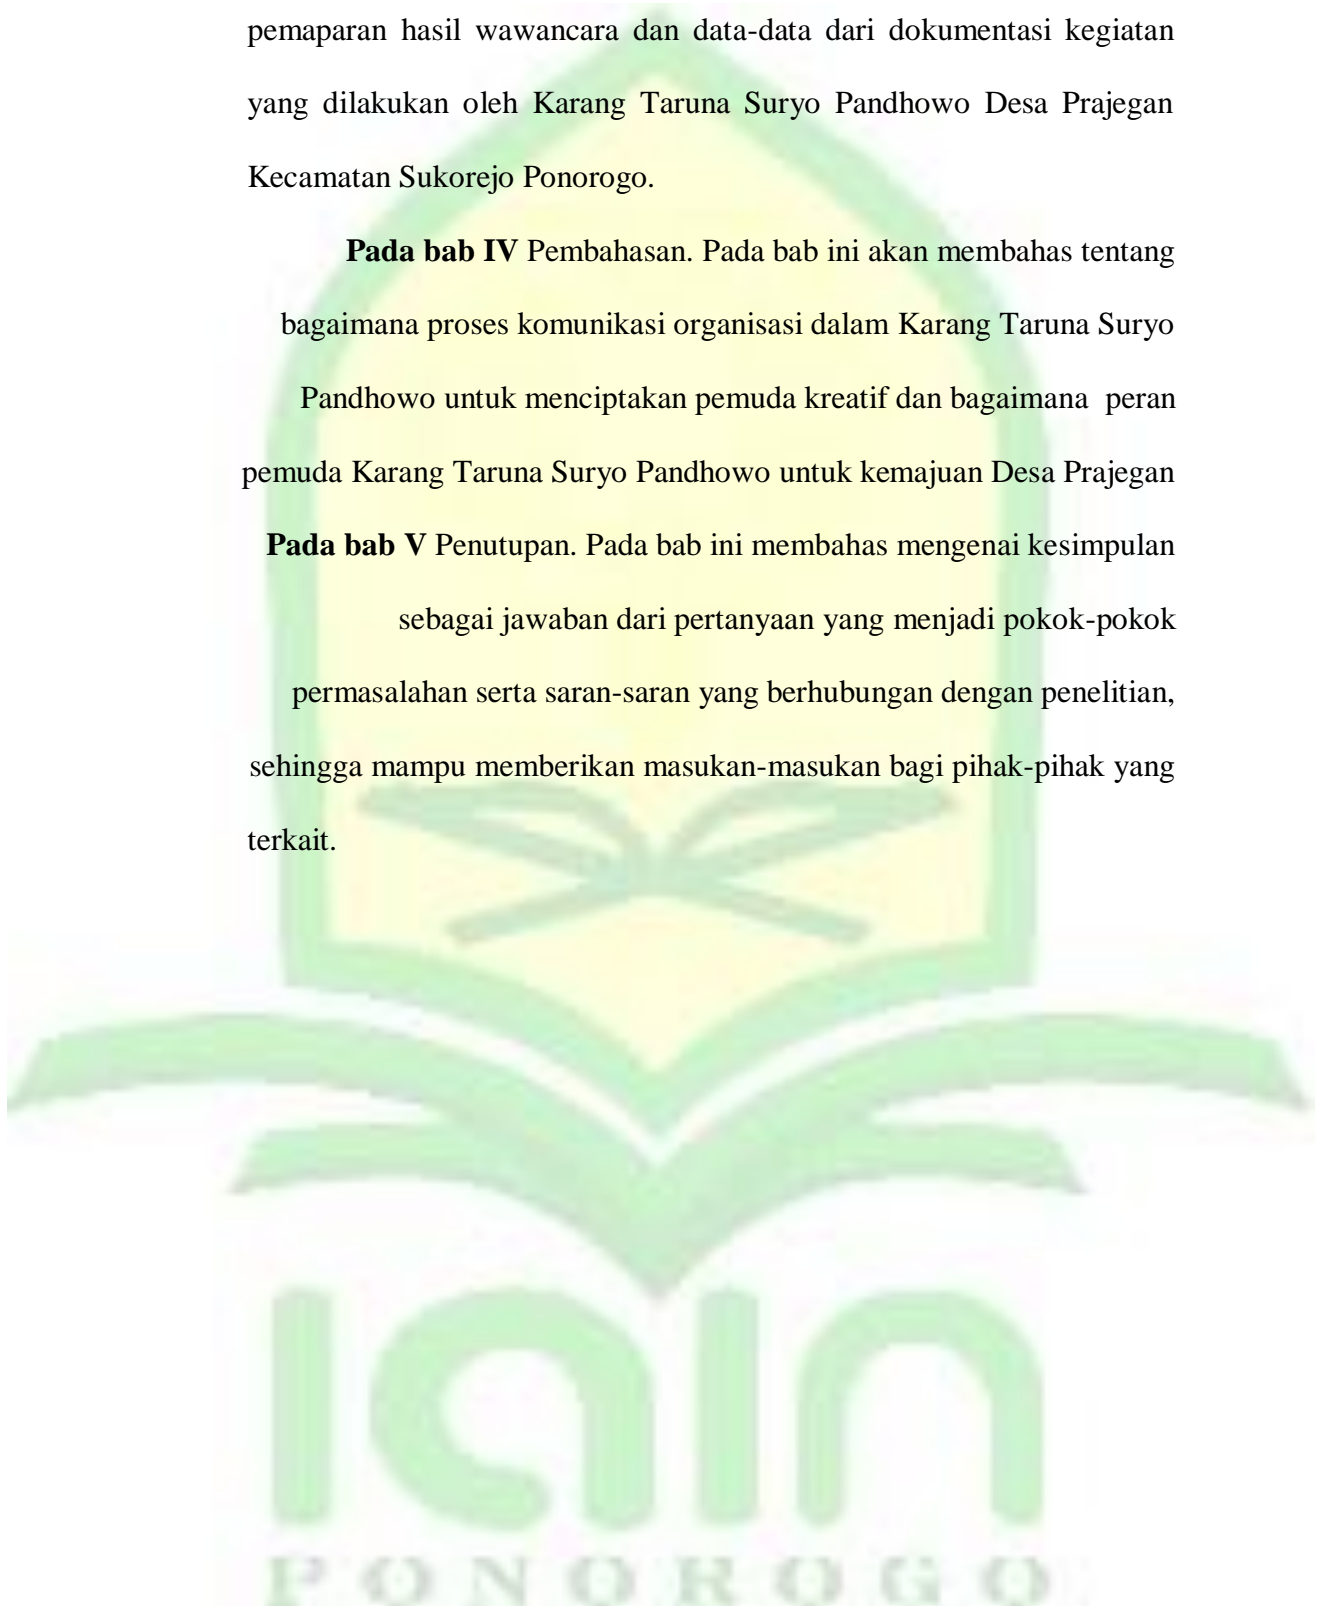 pemaparan hasil wawancara dan data-data dari dokumentasi kegiatan
yang dilakukan oleh Karang Taruna Suryo Pandhowo Desa Prajegan
Kecamatan Sukorejo Ponorogo.
Pada bab IV Pembahasan. Pada bab ini akan membahas tentang
bagaimana proses komunikasi organisasi dalam Karang Taruna Suryo
Pandhowo untuk menciptakan pemuda kreatif dan bagaimana peran
pemuda Karang Taruna Suryo Pandhowo untuk kemajuan Desa Prajegan
Pada bab V Penutupan. Pada bab ini membahas mengenai kesimpulan
sebagai jawaban dari pertanyaan yang menjadi pokok-pokok
permasalahan serta saran-saran yang berhubungan dengan penelitian,
sehingga mampu memberikan masukan-masukan bagi pihak-pihak yang
terkait.
iain
PONOROGO